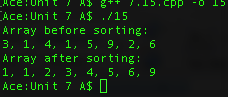 Ace:Unit 7 A$ g++ 7.15.cpp -o 15
Ace:Unit 7 A$ ./15
Array before sorting:
3, 1, 4, 1, 5, 9, 2, 6
Array after sorting:
1, 1, 2, 3, 4, 5, 6, 9
Ace:Unit 7 A$